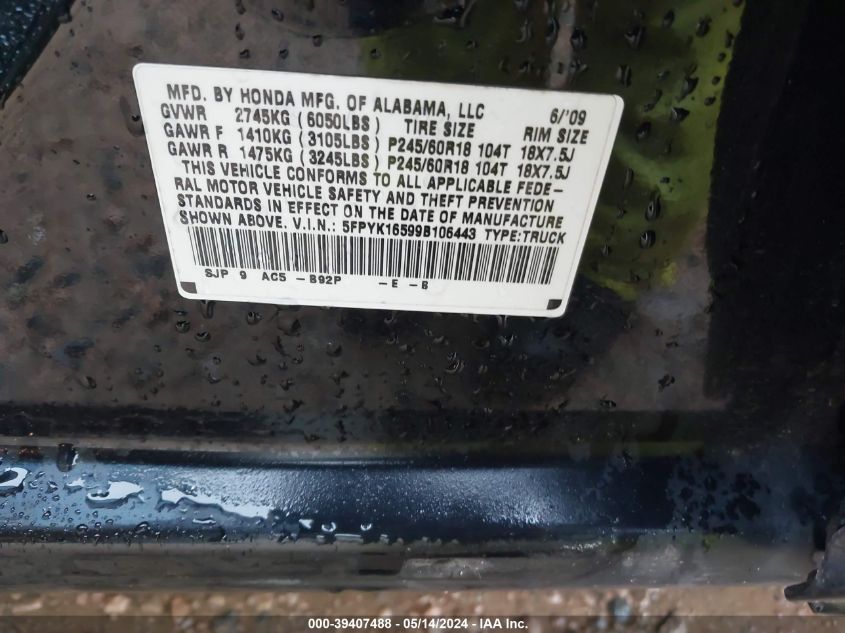 MFD. BY HONDA MFG. OF ALABAMA, LLC 6/'09
GVWR 2745KG (6050LBS) TIRE SIZE RIM SIZE
GAWR F 1410KG (3105LBS) P245/60R18 104T 18X7.5J
GAWR R 1475KG (3245LBS) P245/60R18 104T 18X7.5J
THIS VEHICLE CONFORMS TO ALL APPLICABLE FEDE-
RAL MOTOR VEHICLE SAFETY AND THEFT PREVENTION
STANDARDS IN EFFECT ON THE DATE OF MANUFACTURE
SHOWN ABOVE. V.I.N.: 5FPYK16599B106443 TYPE:TRUCK
SJP 9 AC5 -B92P -E -B
000-39407488 — 05/14/2024 — IAA Inc.